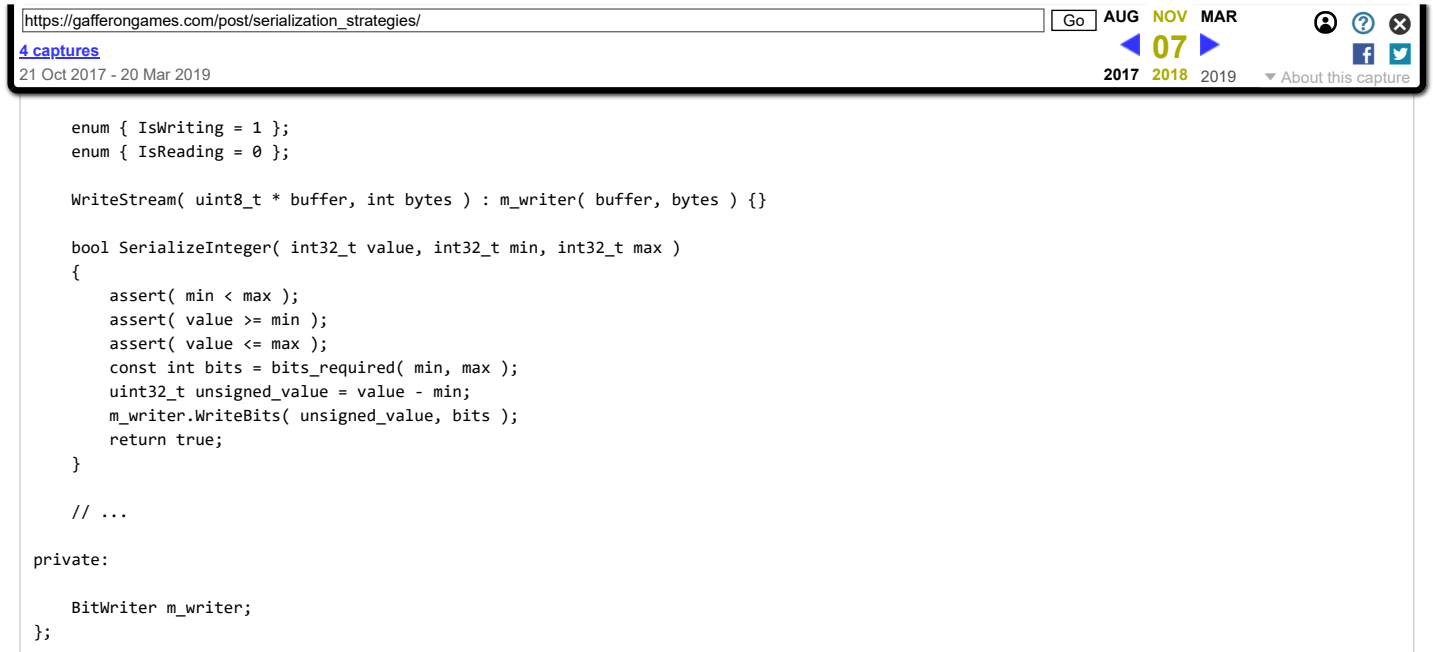 https://gafferongames.com/post/serialization_strategies/ Go AUG NOV MAR
4 captures 07
21 Oct 2017 - 20 Mar 2019 2017 2018 2019 ▼ About this capture
enum { IsWriting = 1 };
enum { IsReading = 0 };
WriteStream( uint8_t * buffer, int bytes ) : m_writer( buffer, bytes ) {}
bool SerializeInteger( int32_t value, int32_t min, int32_t max )
{
assert( min < max );
assert( value >= min );
assert( value <= max );
const int bits = bits_required( min, max );
uint32_t unsigned_value = value - min;
m_writer.WriteBits( unsigned_value, bits );
return true;
}
// ...
private:
BitWriter m_writer;
};